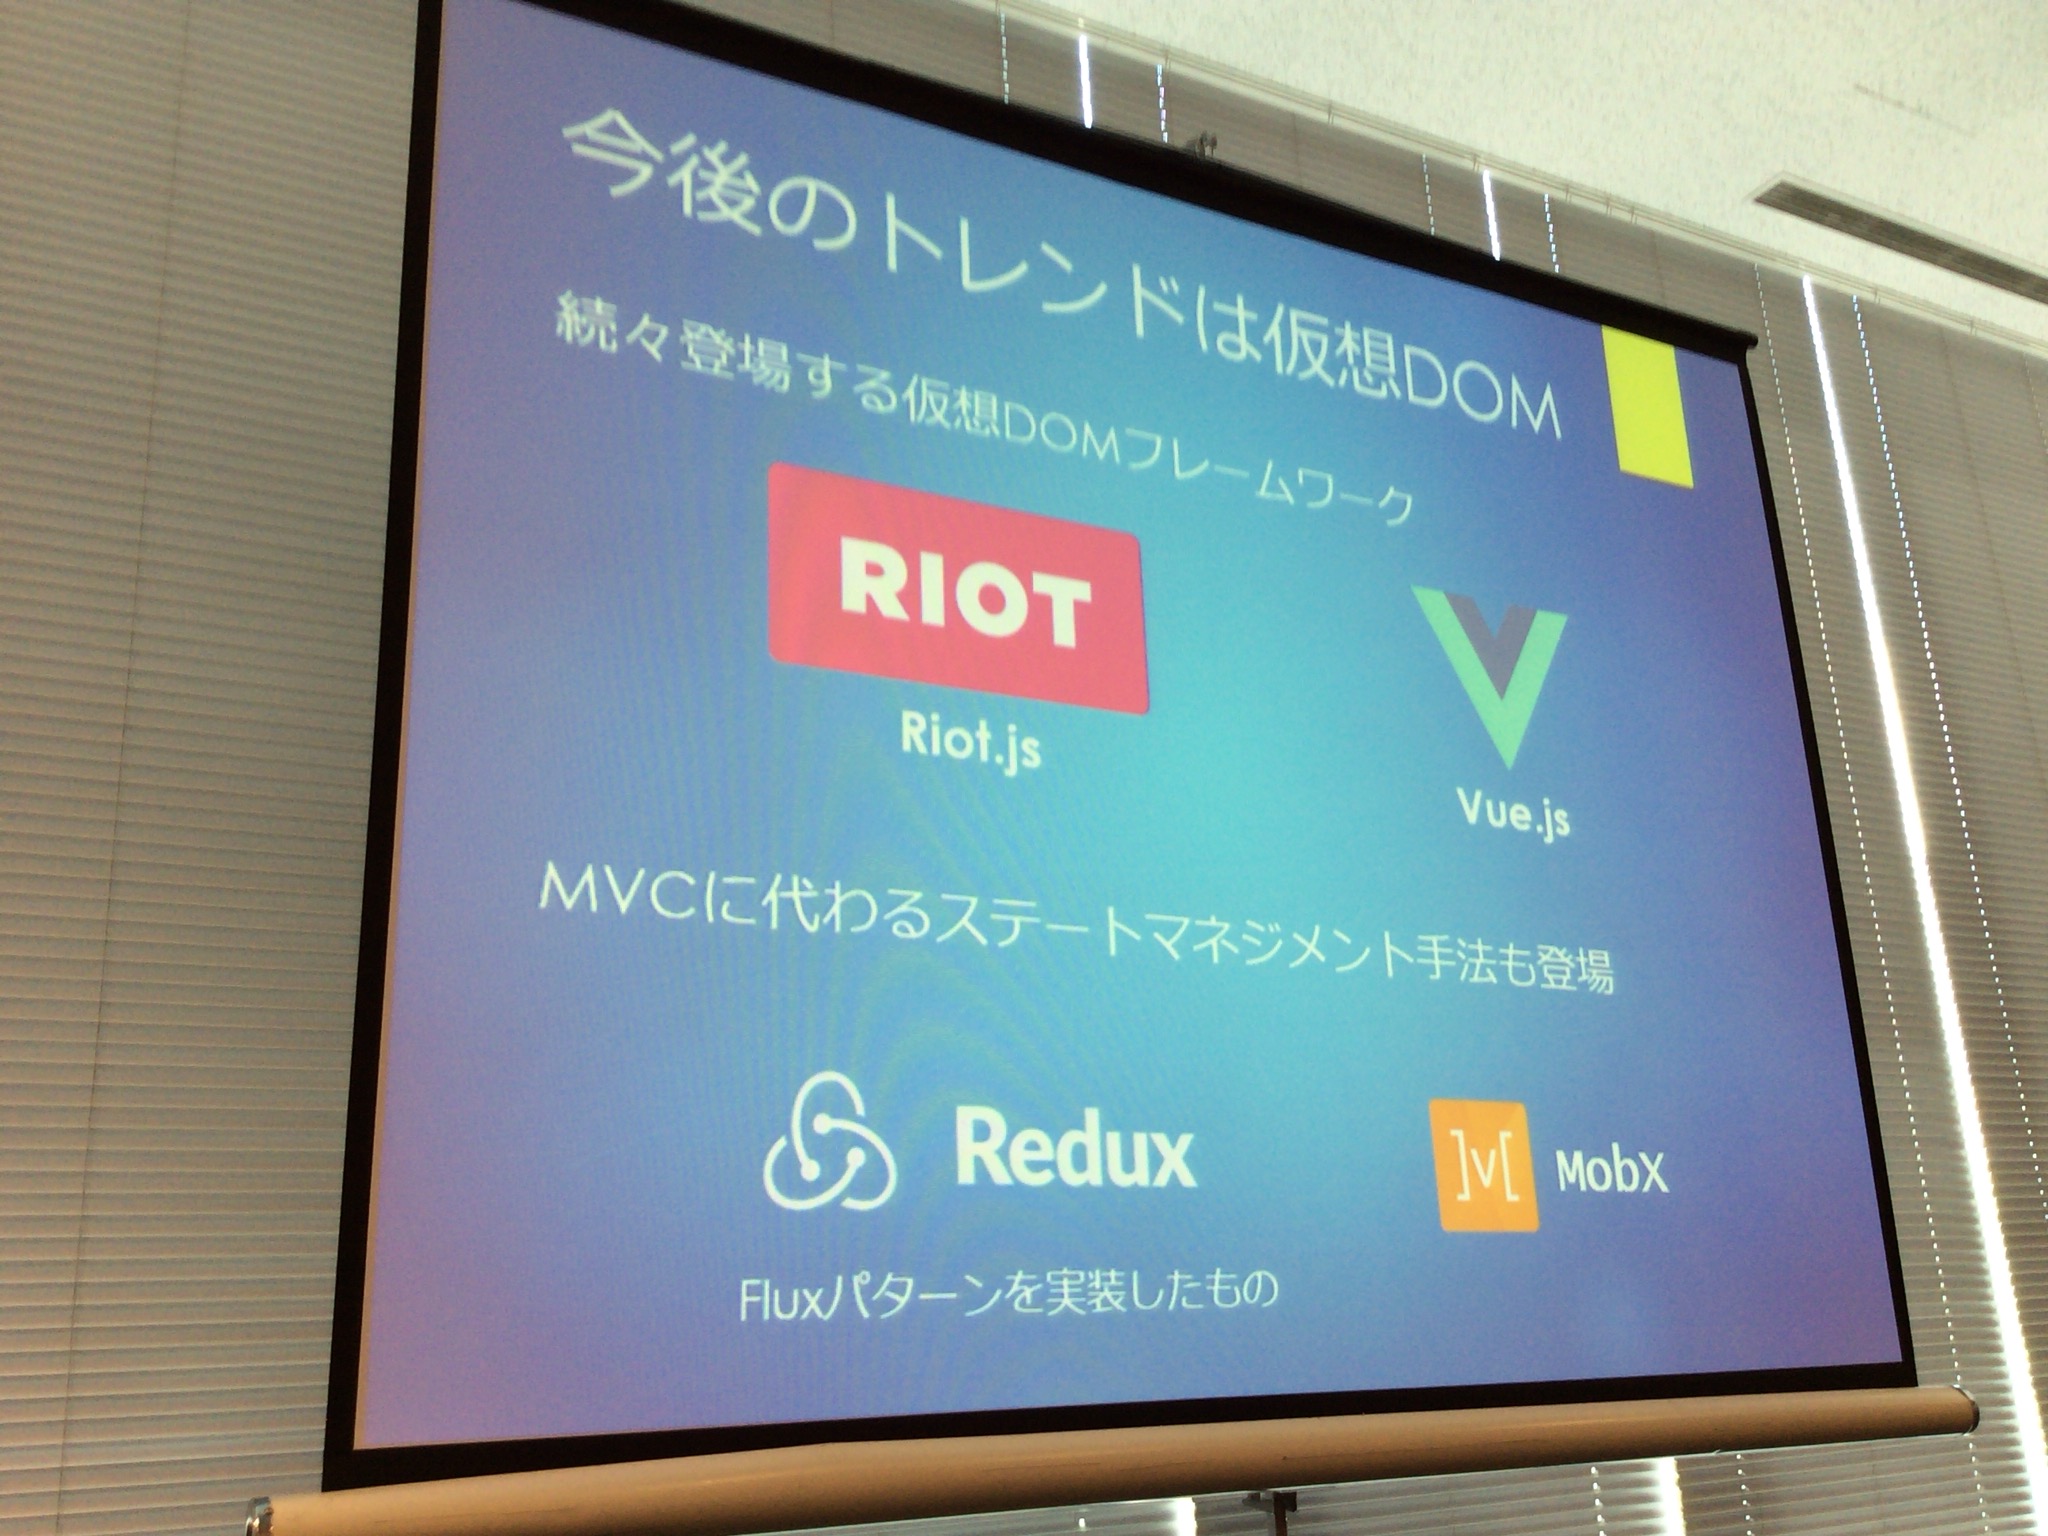 今後のトレンドは仮想DOM
続々登場する仮想DOMフレームワーク
RIOT
Riot.js
Vue.js
MVCに代わるステートマネジメント手法も登場
Redux
]v[ MobX
Fluxパターンを実装したもの